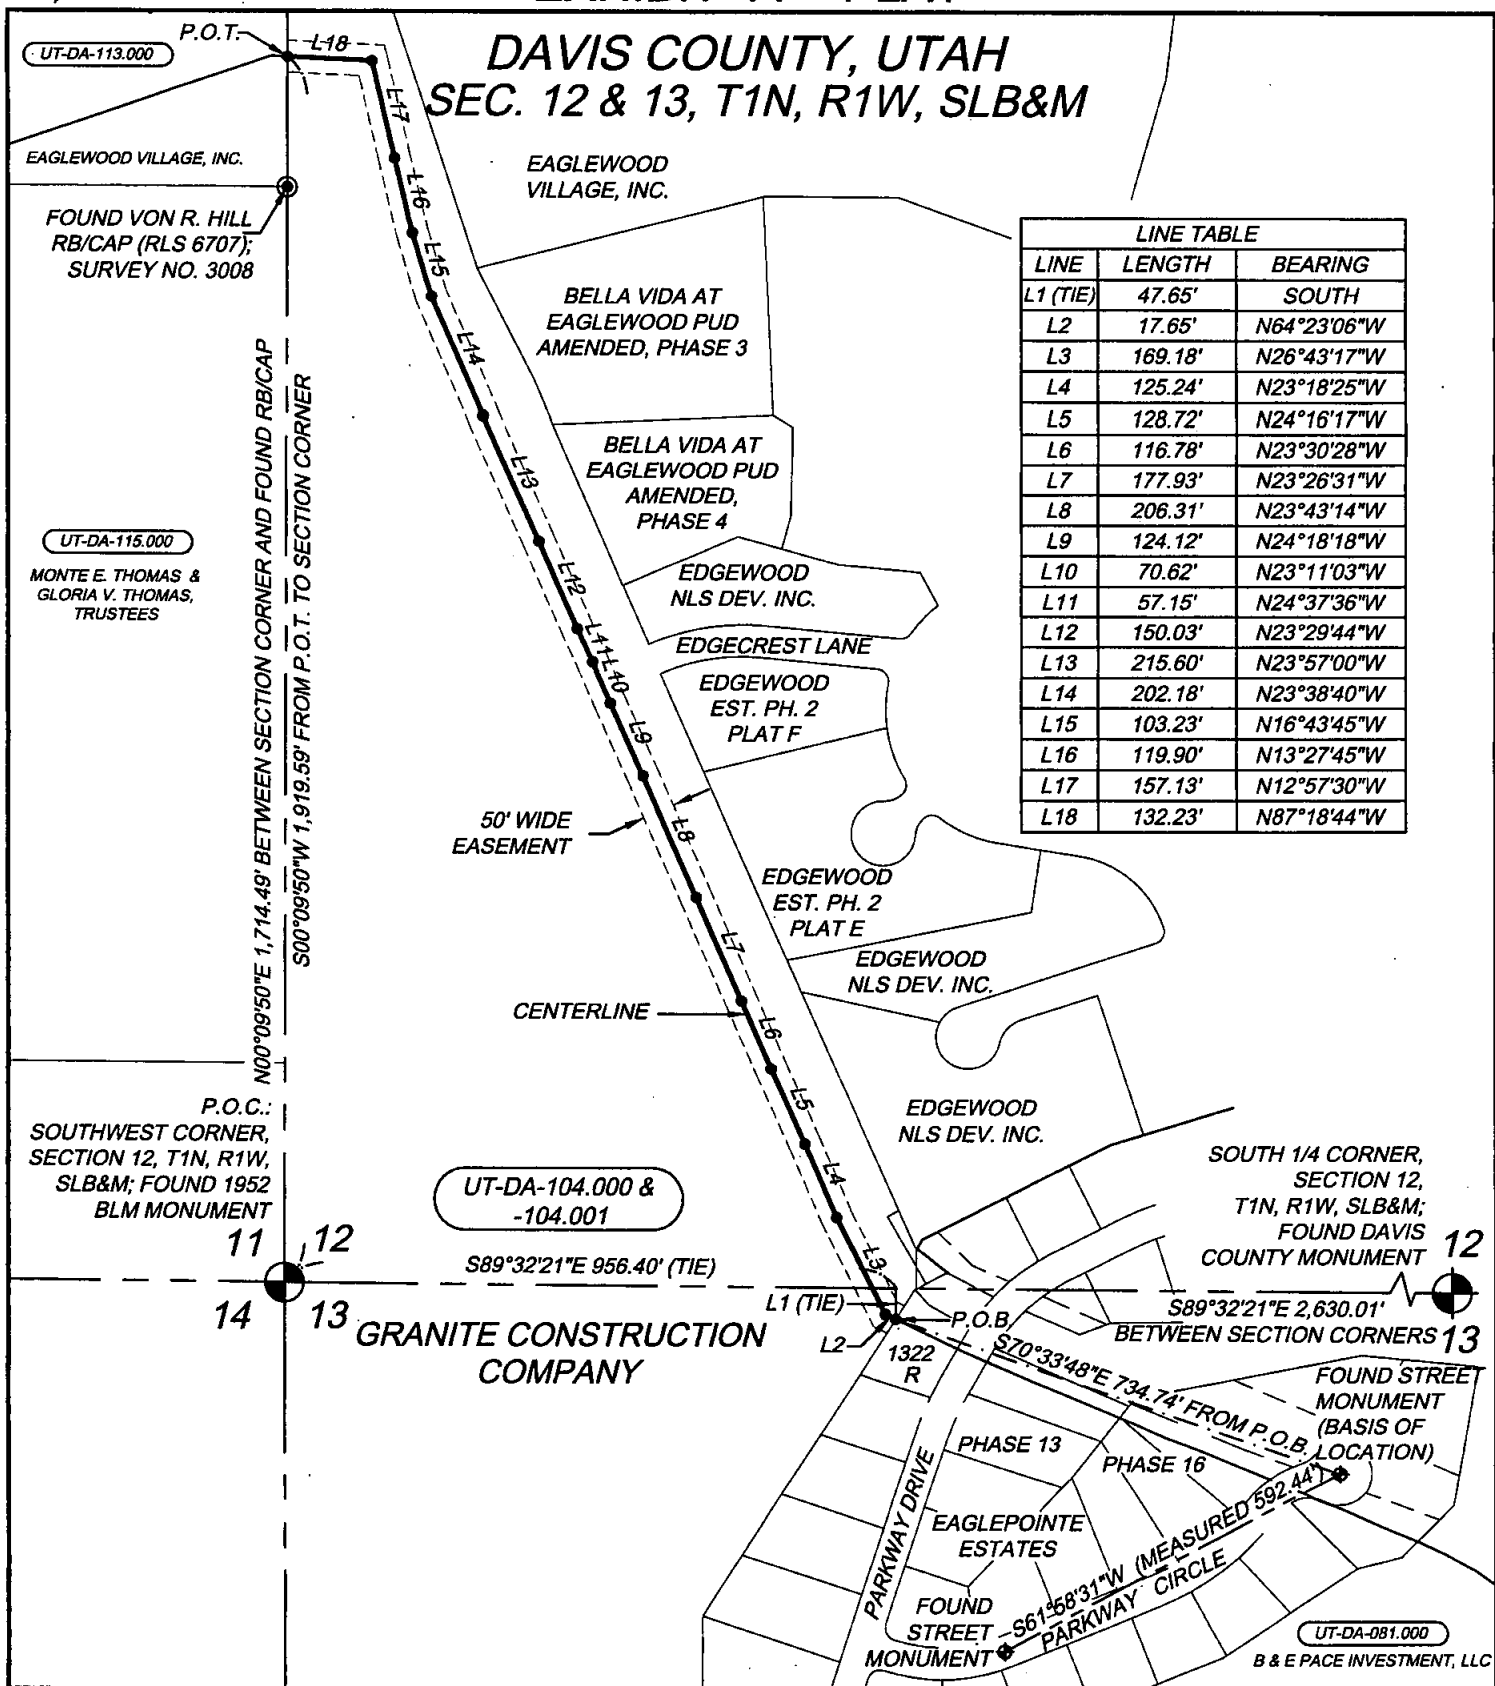 DAVIS COUNTY, UTAH
SEC. 12 & 13, T1N, R1W, SLB&M
P.O.T.
L18
UT-DA-113.000
EAGLEWOOD VILLAGE, INC.
FOUND VON R. HILL
RB/CAP (RLS 6707);
SURVEY NO. 3008
L17
L16
L15
L14
L13
L12
L11
L10
L9
L8
L7
L6
L5
L4
L3
EAGLEWOOD
VILLAGE, INC.
BELLA VIDA AT
EAGLEWOOD PUD
AMENDED, PHASE 3
BELLA VIDA AT
EAGLEWOOD PUD
AMENDED,
PHASE 4
EDGEWOOD
NLS DEV. INC.
EDGECREST LANE
EDGEWOOD
EST. PH. 2
PLAT F
EDGEWOOD
EST. PH. 2
PLAT E
EDGEWOOD
NLS DEV. INC.
EDGEWOOD
NLS DEV. INC.
LINE TABLE
LINE LENGTH BEARING
L1 (TIE) 47.65' SOUTH
L2 17.65' N64°23'06"W
L3 169.18' N26°43'17"W
L4 125.24' N23°18'25"W
L5 128.72' N24°16'17"W
L6 116.78' N23°30'28"W
L7 177.93' N23°26'31"W
L8 206.31' N23°43'14"W
L9 124.12' N24°18'18"W
L10 70.62' N23°11'03"W
L11 57.15' N24°37'36"W
L12 150.03' N23°29'44"W
L13 215.60' N23°57'00"W
L14 202.18' N23°38'40"W
L15 103.23' N16°43'45"W
L16 119.90' N13°27'45"W
L17 157.13' N12°57'30"W
L18 132.23' N87°18'44"W
N00°09'50"E 1,714.49' BETWEEN SECTION CORNER AND FOUND RB/CAP
S00°09'50"W 1,919.59' FROM P.O.T. TO SECTION CORNER
UT-DA-115.000
MONTE E. THOMAS &
GLORIA V. THOMAS,
TRUSTEES
50' WIDE
EASEMENT
CENTERLINE
P.O.C.:
SOUTHWEST CORNER,
SECTION 12, T1N, R1W,
SLB&M; FOUND 1952
BLM MONUMENT
11 12
14 13
UT-DA-104.000 &
-104.001
S89°32'21"E 956.40' (TIE)
L1 (TIE)
L2
P.O.B.
1322
R
GRANITE CONSTRUCTION
COMPANY
SOUTH 1/4 CORNER,
SECTION 12,
T1N, R1W, SLB&M;
FOUND DAVIS
COUNTY MONUMENT
12
13
S89°32'21"E 2,630.01'
BETWEEN SECTION CORNERS
S70°33'48"E 734.74' FROM P.O.B.
FOUND STREET
MONUMENT
(BASIS OF
LOCATION)
PHASE 13
PHASE 16
PARKWAY DRIVE
EAGLEPOINTE
ESTATES
FOUND
STREET
MONUMENT
S61°58'31"W (MEASURED 592.44')
PARKWAY CIRCLE
UT-DA-081.000
B & E PACE INVESTMENT, LLC